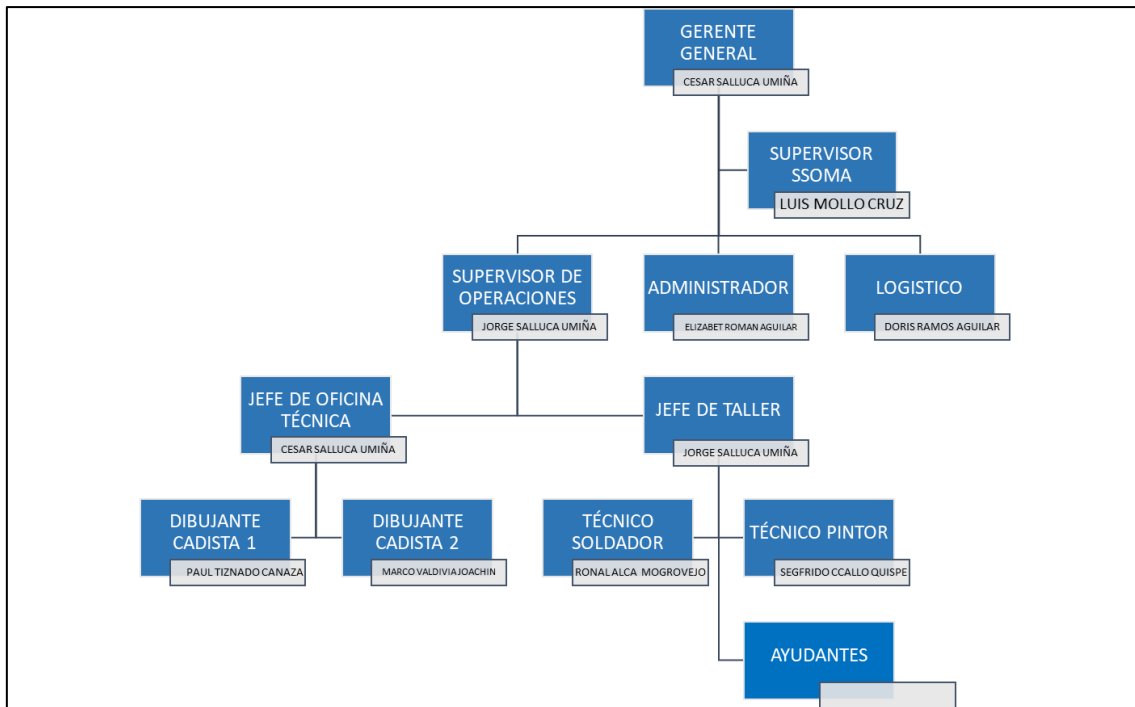 GERENTE
GENERAL
CESAR SALLUCA UMIÑA
SUPERVISOR
SSOMA
LUIS MOLLO CRUZ
SUPERVISOR DE
OPERACIONES
JORGE SALLUCA UMIÑA
ADMINISTRADOR
ELIZABET ROMAN AGUILAR
LOGISTICO
DORIS RAMOS AGUILAR
JEFE DE OFICINA
TÉCNICA
CESAR SALLUCA UMIÑA
JEFE DE TALLER
JORGE SALLUCA UMIÑA
DIBUJANTE
CADISTA 1
PAUL TIZNADO CANAZA
DIBUJANTE
CADISTA 2
MARCO VALDIVIA JOACHIN
TÉCNICO
SOLDADOR
RONAL ALCA MOGROVEJO
TÉCNICO PINTOR
SEGFRIDO CCALLO QUISPE
AYUDANTES